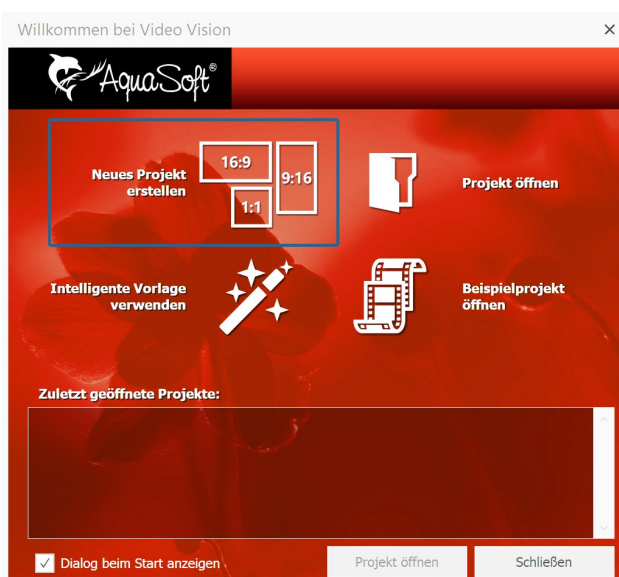 Willkommen bei Video Vision
AquaSoft®
Neues Projekt
erstellen
16:9
9:16
1:1
Projekt öffnen
Intelligente Vorlage
verwenden
Beispielprojekt
öffnen
Zuletzt geöffnete Projekte:
Dialog beim Start anzeigen
Projekt öffnen
Schließen